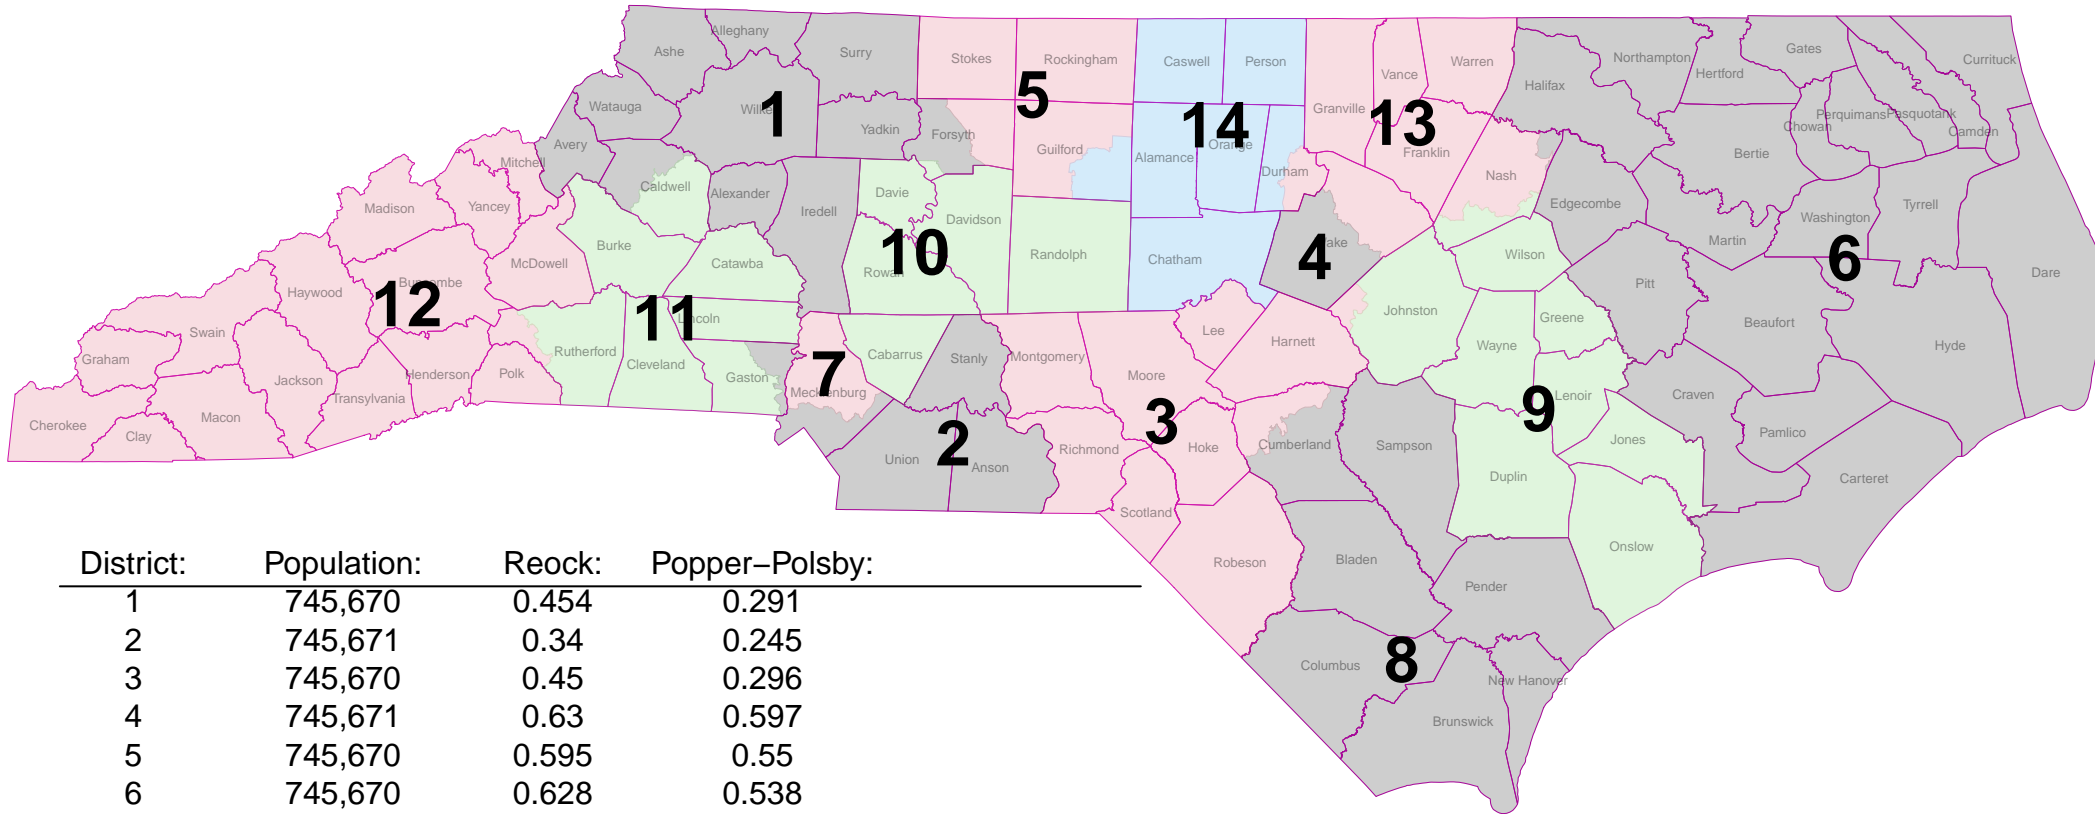 Ashe
Alleghany
Surry
Stokes
Rockingham
Caswell
Person
Vance
Warren
Granville
Northampton
Hertford
Gates
Currituck
Halifax
Watauga
Wilke
1
5
14
13
Perquimans
Pasquotank
Chowan
Camden
Avery
Yadkin
Forsyth
Guilford
Alamance
Orange
Durham
Franklin
Nash
Bertie
Mitchell
Caldwell
Alexander
Iredell
Davie
Davidson
Edgecombe
Madison
Yancey
Washington
Tyrrell
Martin
Burke
McDowell
Catawba
10
Rowan
Randolph
Chatham
4
ake
Wilson
6
Dare
Haywood
Buncombe
12
Pitt
Swain
11
Lincoln
Johnston
Greene
Beaufort
Hyde
Graham
Rutherford
Cleveland
Gaston
7
Cabarrus
Stanly
Montgomery
Moore
Lee
Harnett
Wayne
Jackson
Henderson
Polk
Transylvania
Mecklenburg
9
Lenoir
Craven
Cherokee
Clay
Macon
2
3
Union
Anson
Richmond
Hoke
Cumberland
Sampson
Jones
Pamlico
Duplin
Carteret
Scotland
Onslow
Robeson
Bladen
Pender
Columbus
8
New Hanover
Brunswick
District: Population: Reock: Popper−Polsby:
1 745,670 0.454 0.291
2 745,671 0.34 0.245
3 745,670 0.45 0.296
4 745,671 0.63 0.597
5 745,670 0.595 0.55
6 745,670 0.628 0.538